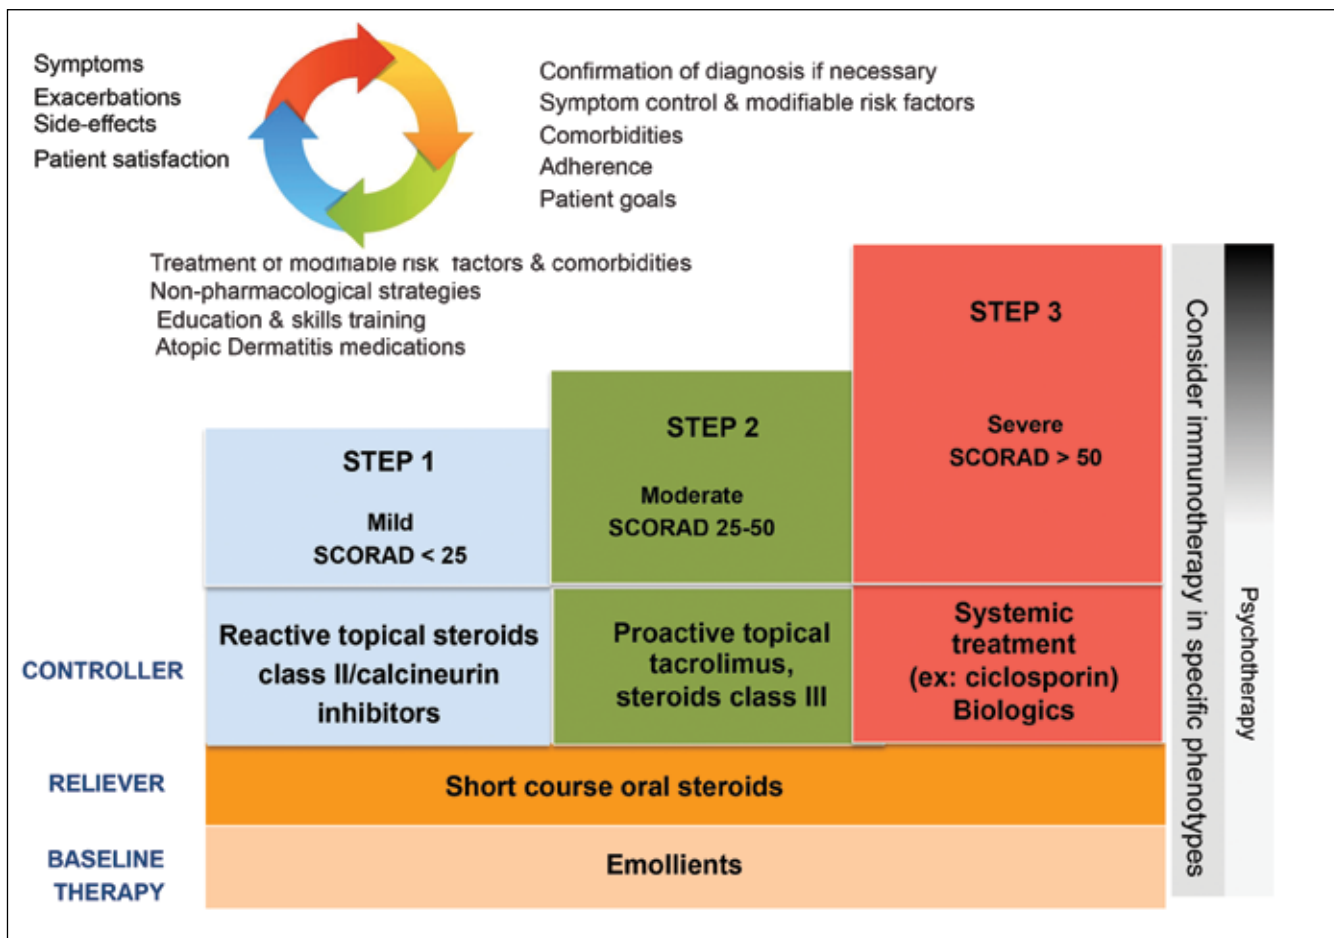 Symptoms
Exacerbations
Side-effects
Patient satisfaction
Confirmation of diagnosis if necessary
Symptom control & modifiable risk factors
Comorbidities
Adherence
Patient goals
Treatment of modifiable risk factors & comorbidities
Non-pharmacological strategies
Education & skills training
Atopic Dermatitis medications
STEP 1
Mild
SCORAD < 25
STEP 2
Moderate
SCORAD 25-50
STEP 3
Severe
SCORAD > 50
CONTROLLER
Reactive topical steroids
class II/calcineurin
inhibitors
Proactive topical
tacrolimus,
steroids class III
Systemic
treatment
(ex: ciclosporin)
Biologics
RELIEVER
Short course oral steroids
BASELINE
THERAPY
Emollients
Consider immunotherapy in specific phenotypes
Psychotherapy